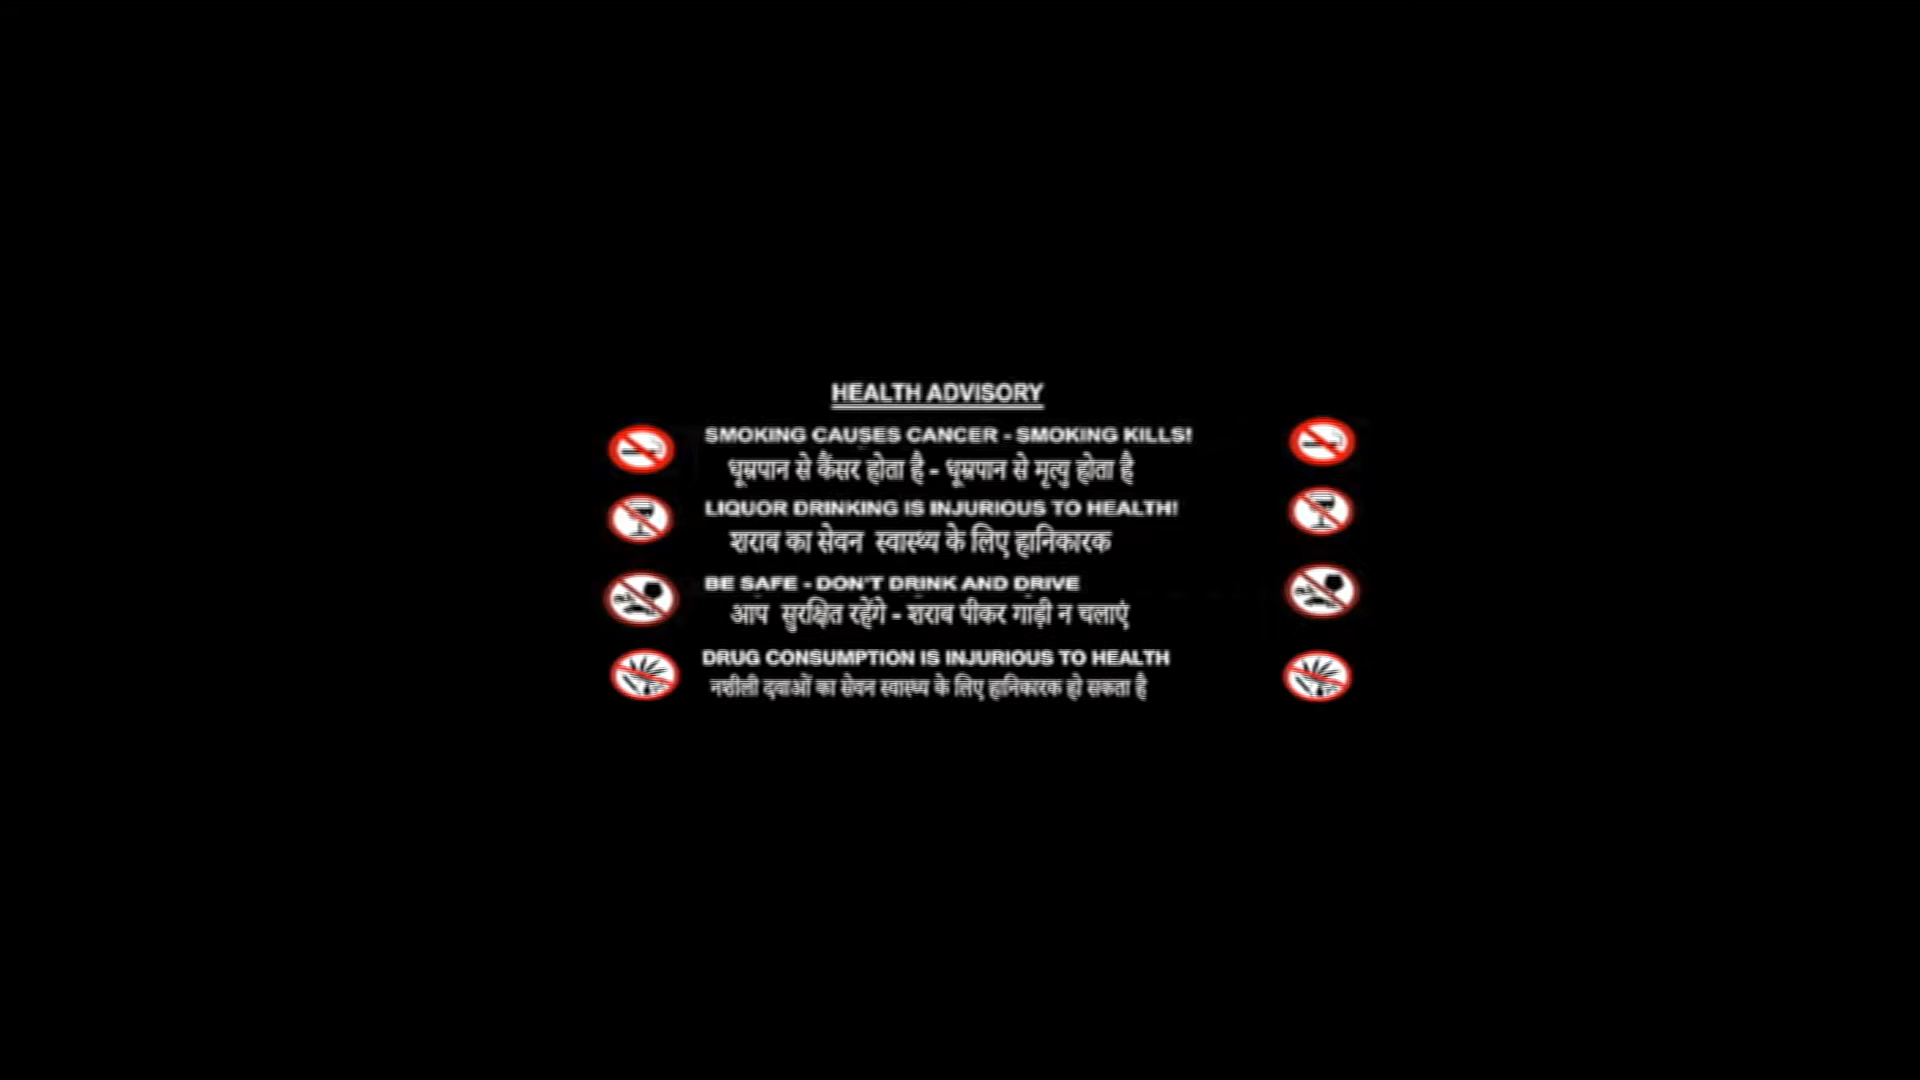 HEALTH ADVISORY
SMOKING CAUSES CANCER - SMOKING KILLS!
धूम्रपान से कैंसर होता है - धूम्रपान से मृत्यु होता है
LIQUOR DRINKING IS INJURIOUS TO HEALTH!
शराब का सेवन स्वास्थ्य के लिए हानिकारक
BE SAFE - DON'T DRINK AND DRIVE
आप सुरक्षित रहेंगे - शराब पीकर गाड़ी न चलाएं
DRUG CONSUMPTION IS INJURIOUS TO HEALTH
नशीली दवाओं का सेवन स्वास्थ्य के लिए हानिकारक हो सकता है